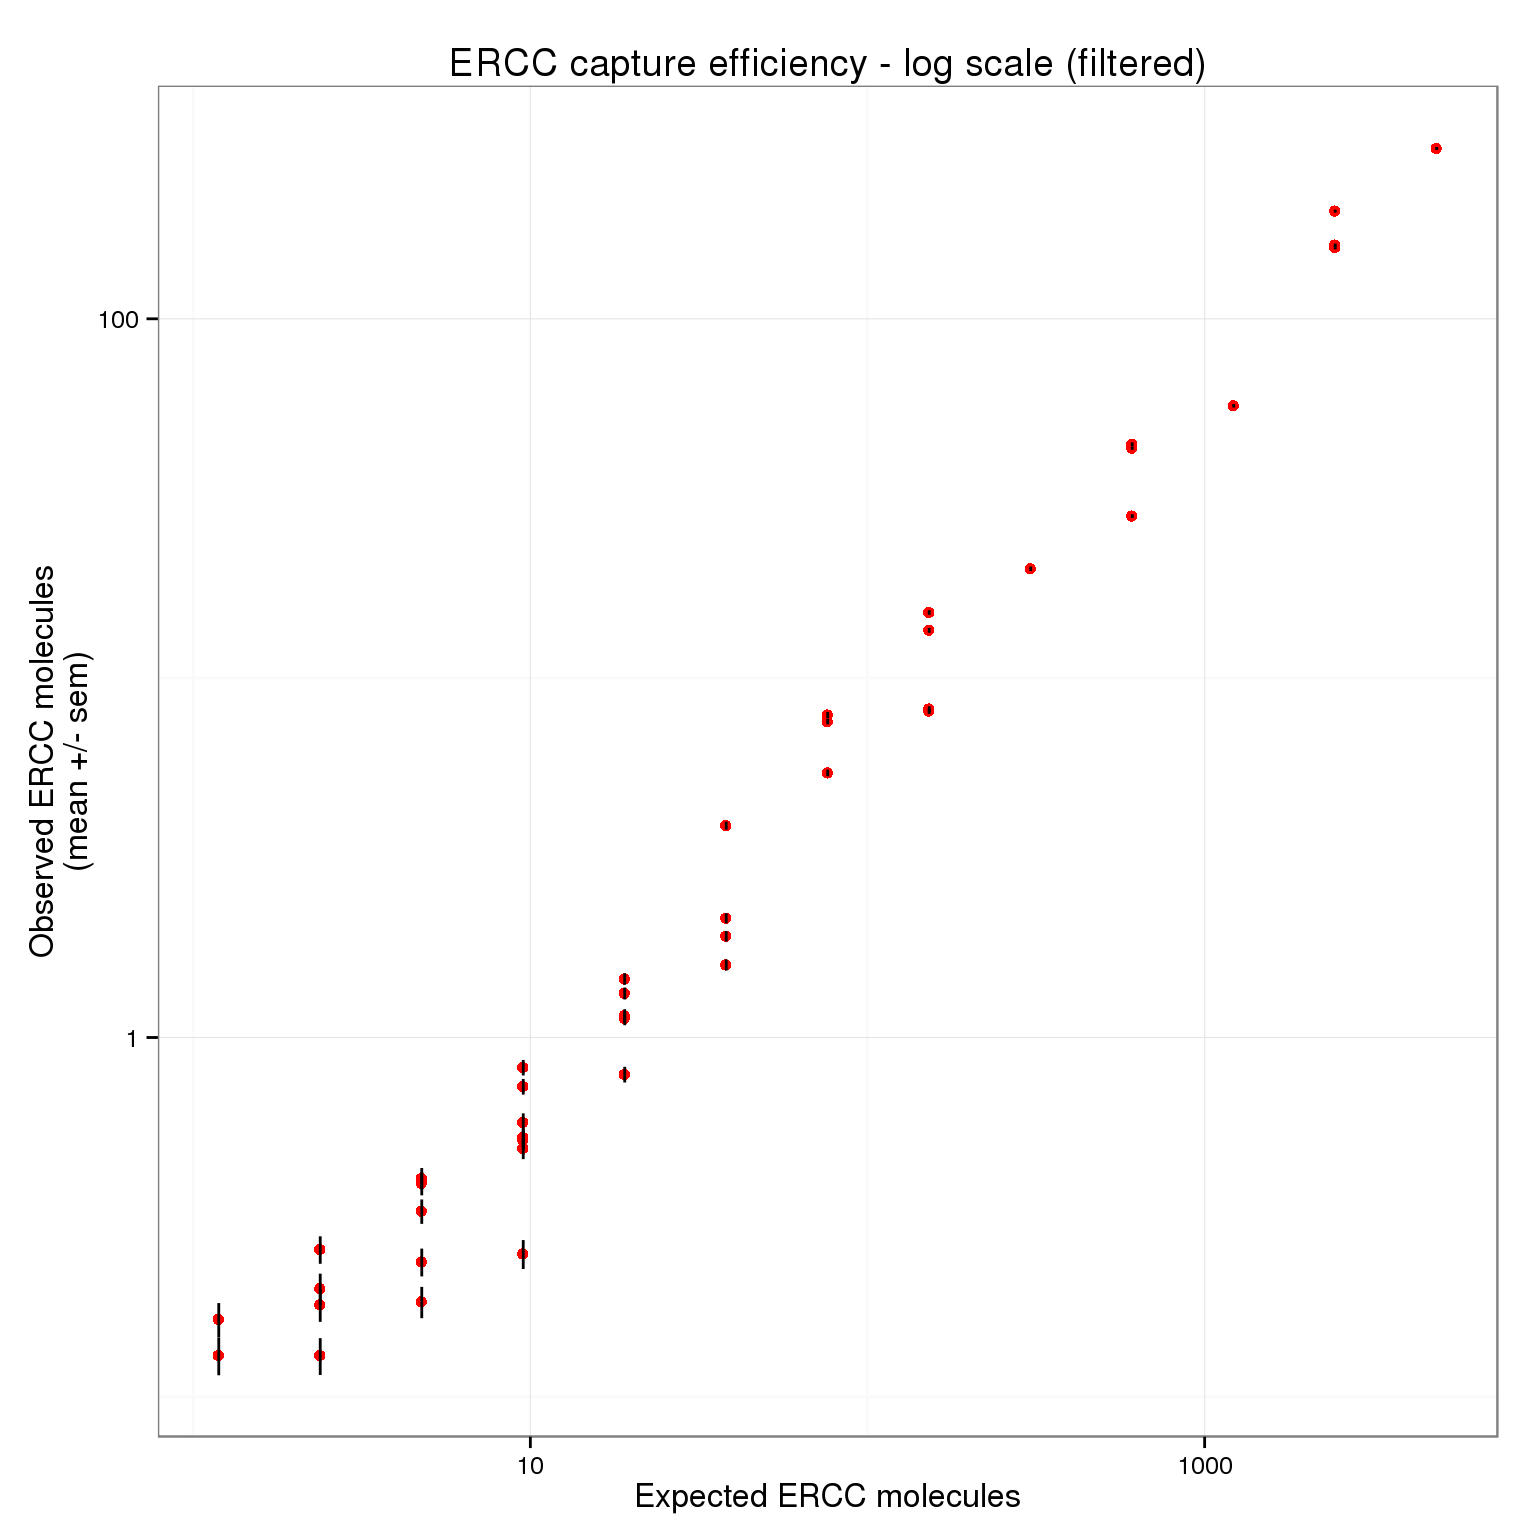 ERCC capture efficiency - log scale (filtered)
Observed ERCC molecules
(mean +/- sem)
100
1
10
1000
Expected ERCC molecules